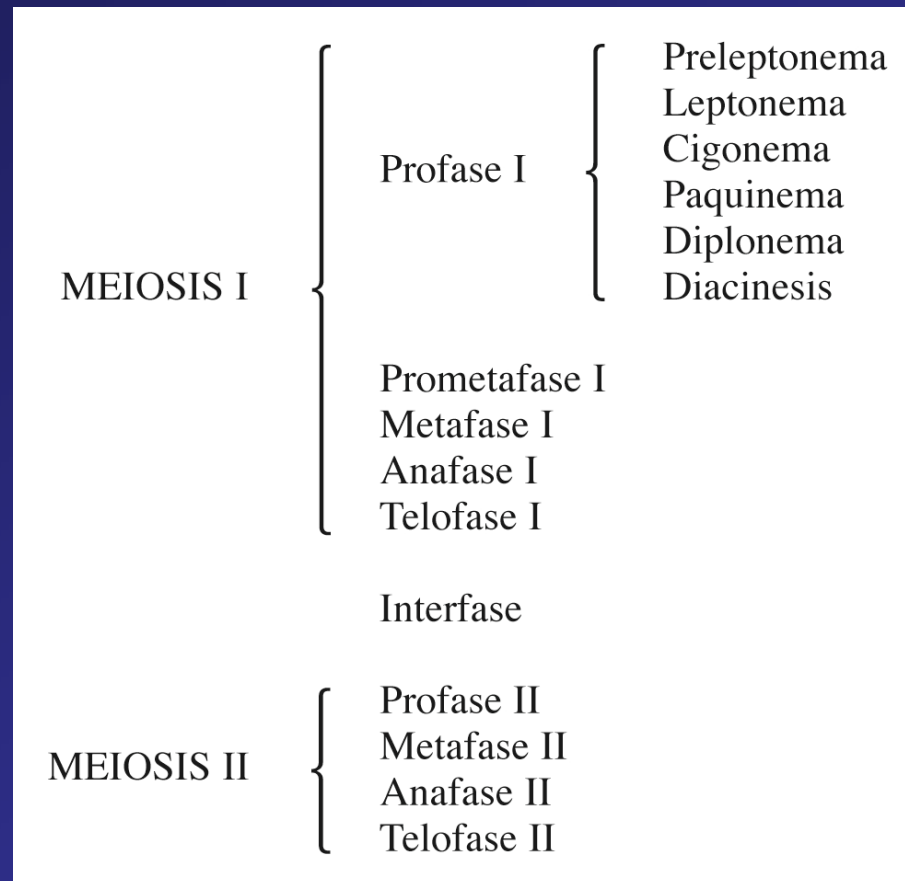 Preleptonema
Leptonema
Cigonema
Profase I
Paquinema
Diplonema
MEIOSIS I
Diacinesis
Prometafase I
Metafase I
Anafase I
Telofase I
Interfase
Profase II
Metafase II
MEIOSIS II
Anafase II
Telofase II